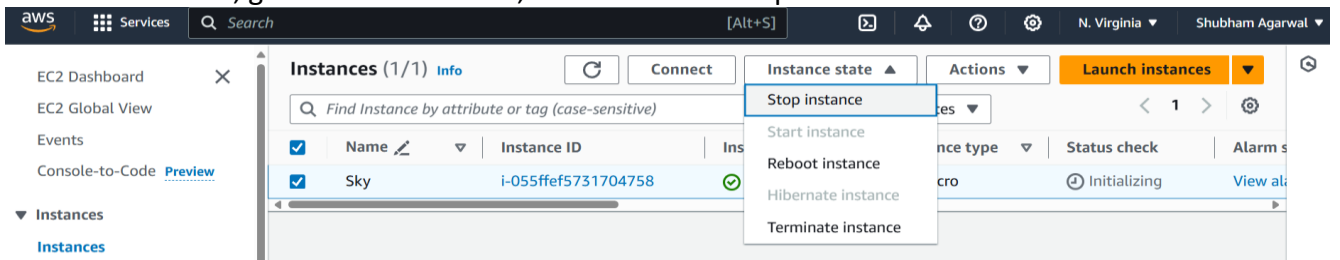 aws Services Search [Alt+S] N. Virginia ▼ Shubham Agarwal ▼
EC2 Dashboard
EC2 Global View
Events
Console-to-Code Preview
▼ Instances
Instances
Instances (1/1) Info Connect Instance state ▲ Actions ▼ Launch instances ▼
Find Instance by attribute or tag (case-sensitive) ▼ < 1 >
Stop instance
Start instance
Reboot instance
Hibernate instance
Terminate instance
Name Instance ID Status check
Sky i-055ffef5731704758 Initializing View